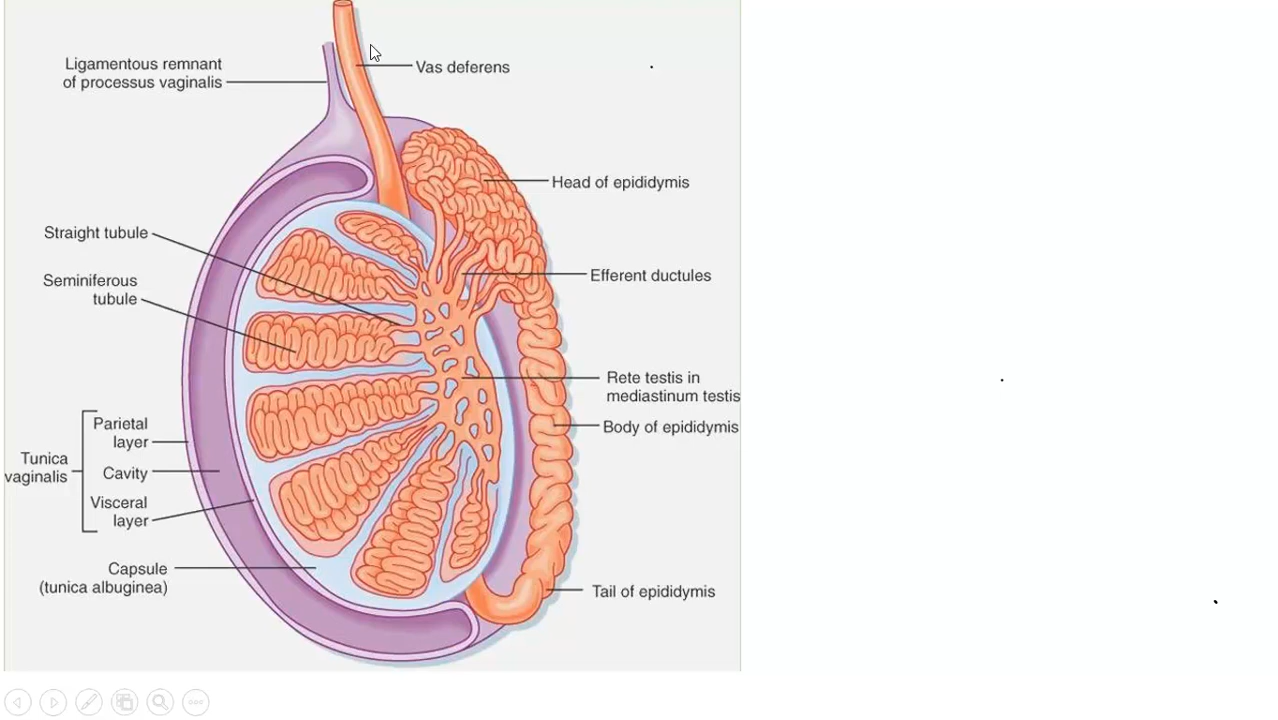 Ligamentous remnant
of processus vaginalis
Vas deferens
Head of epididymis
Straight tubule
Seminiferous
tubule
Efferent ductules
Rete testis in
mediastinum testis
Body of epididymis
Parietal
layer
Tunica
vaginalis
Cavity
Visceral
layer
Capsule
(tunica albuginea)
Tail of epididymis